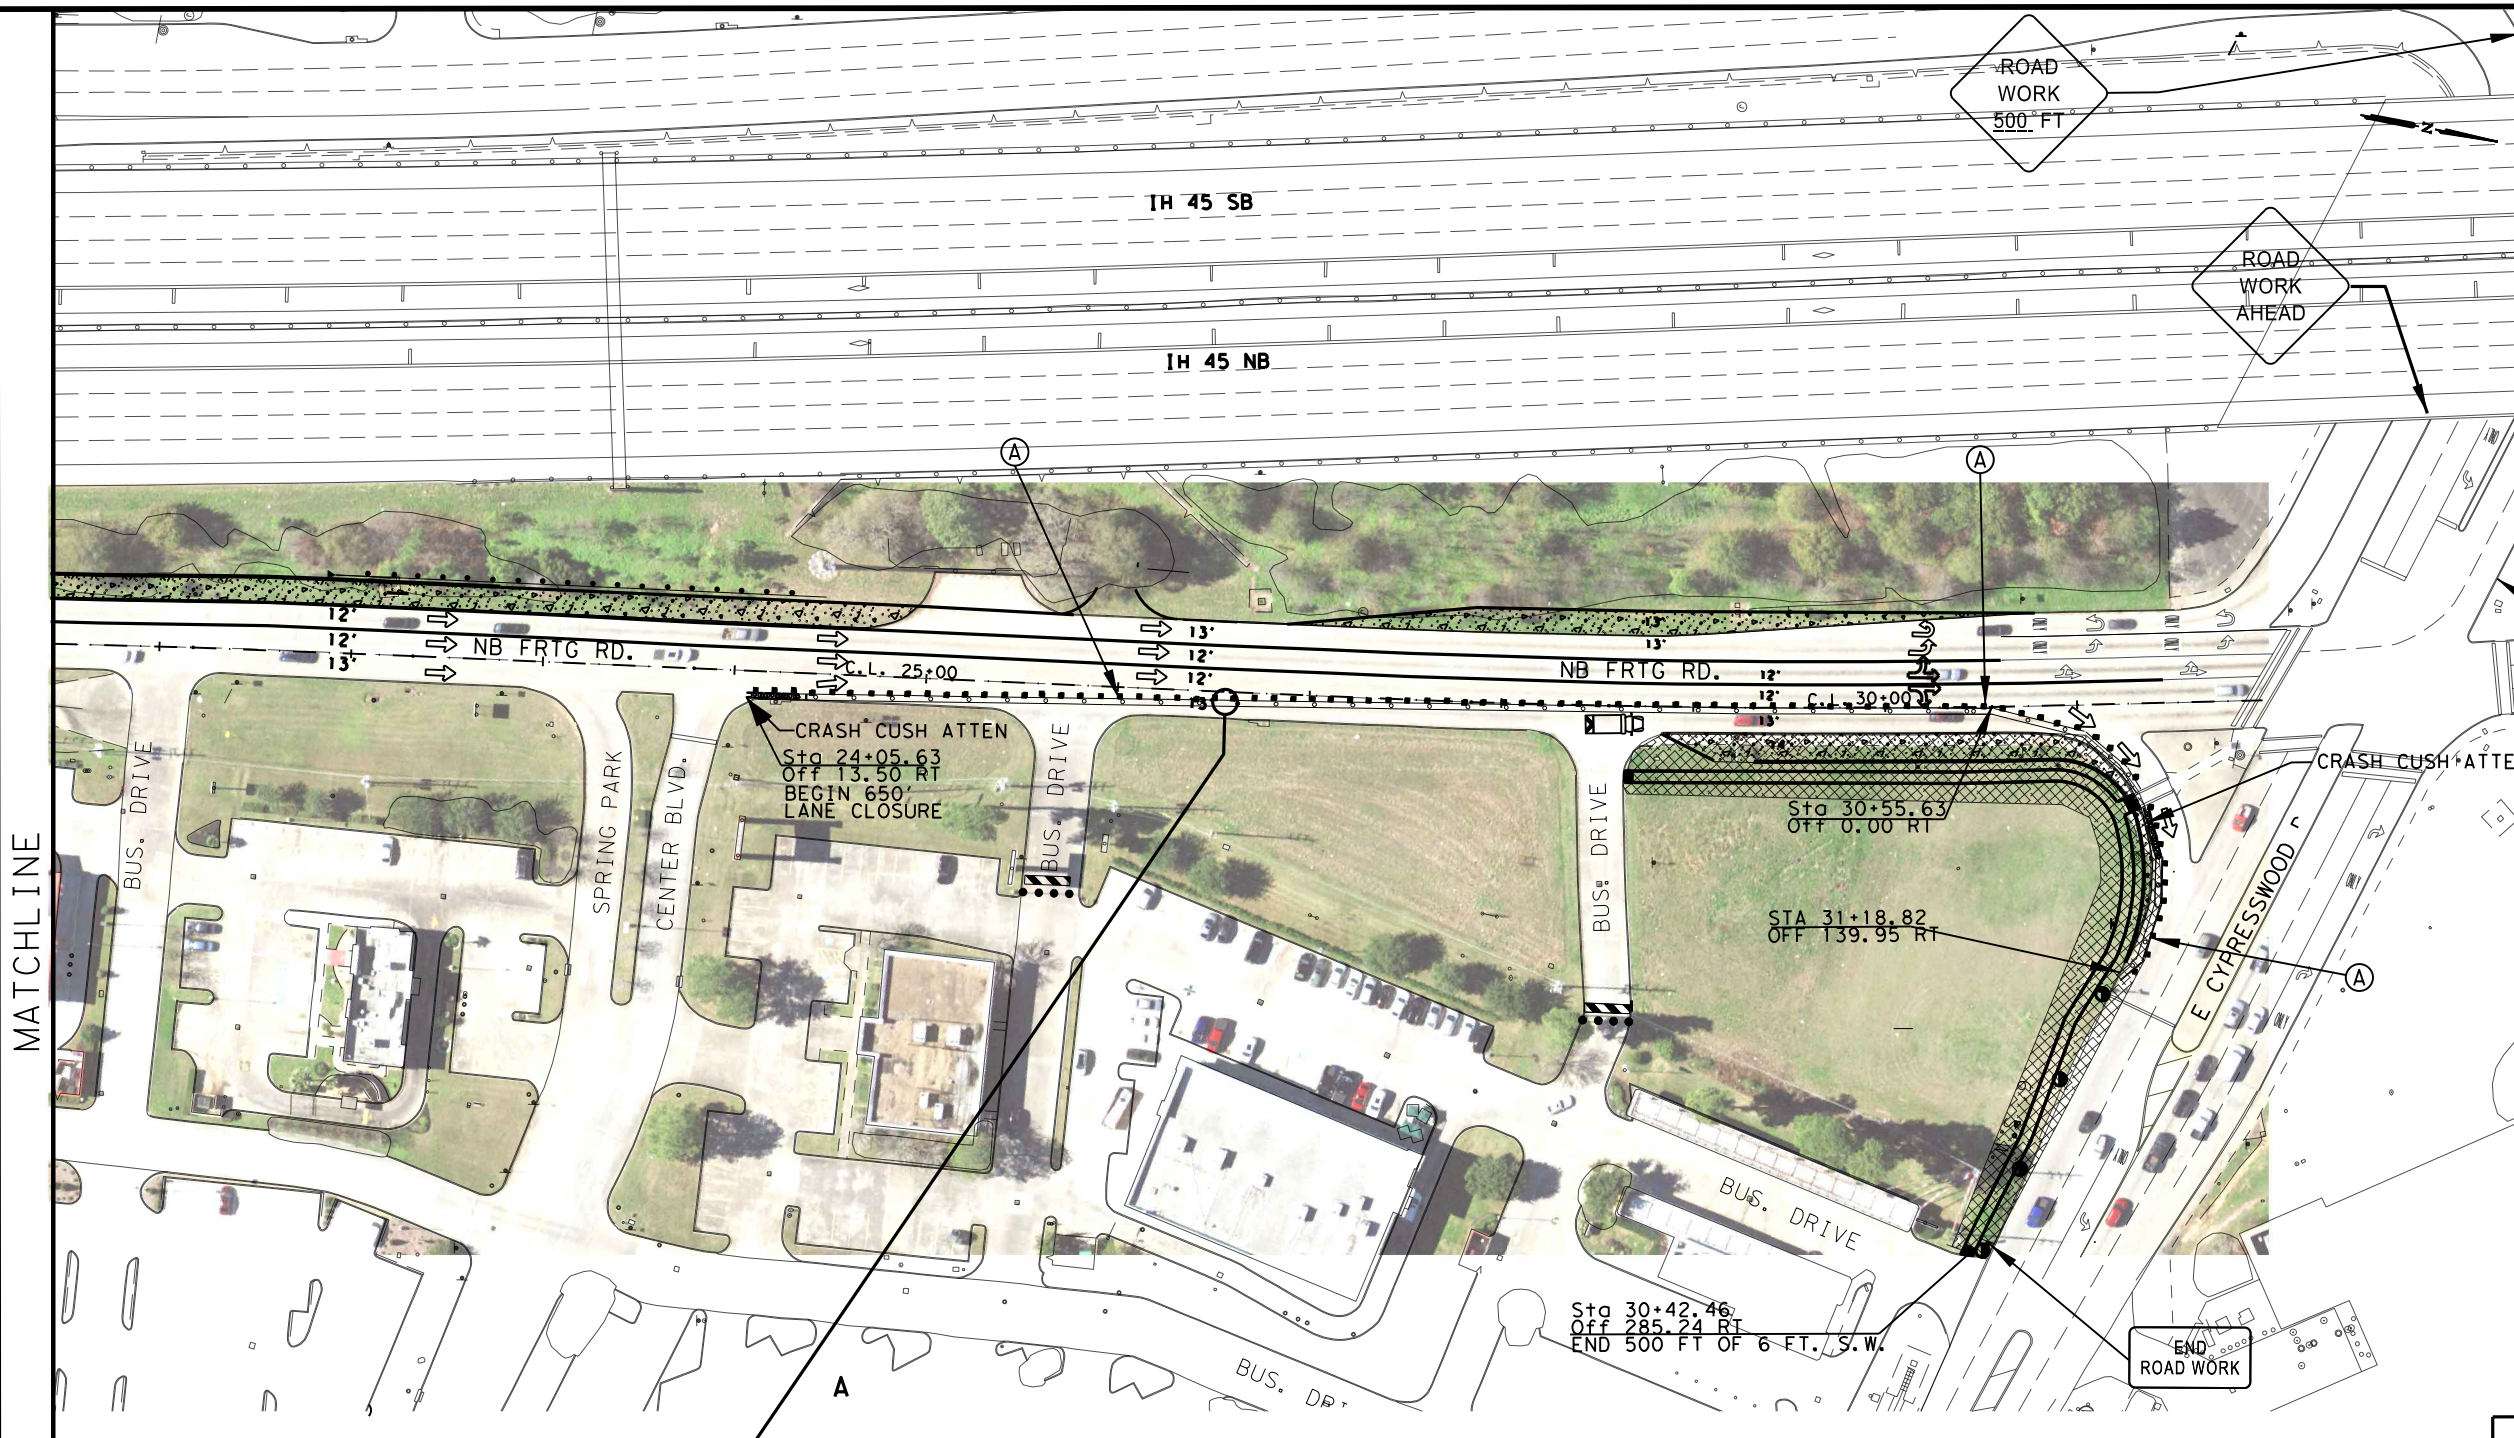 ROAD
WORK
500 FT
N
IH 45 SB
ROAD
WORK
AHEAD
IH 45 NB
A
A
12'
12'
13'
NB FRTG RD.
13'
12'
12'
13'
13'
13'
12'
12'
13'
NB FRTG RD.
C.L. 25+00
C.L. 30+00
CRASH CUSH ATTEN
Sta 24+05.63
Off 13.50 RT
BEGIN 650'
LANE CLOSURE
CRASH CUSH ATTE
Sta 30+55.63
Off 0.00 RT
STA 31+18.82
OFF 139.95 RT
A
MATCHLINE
BUS. DRIVE
SPRING PARK
CENTER BLVD.
BUS. DRIVE
BUS. DRIVE
E CYPRESSWOOD
BUS. DRIVE
Sta 30+42.46
Off 285.24 RT
END 500 FT OF 6 FT. S.W.
END
ROAD WORK
A
BUS.